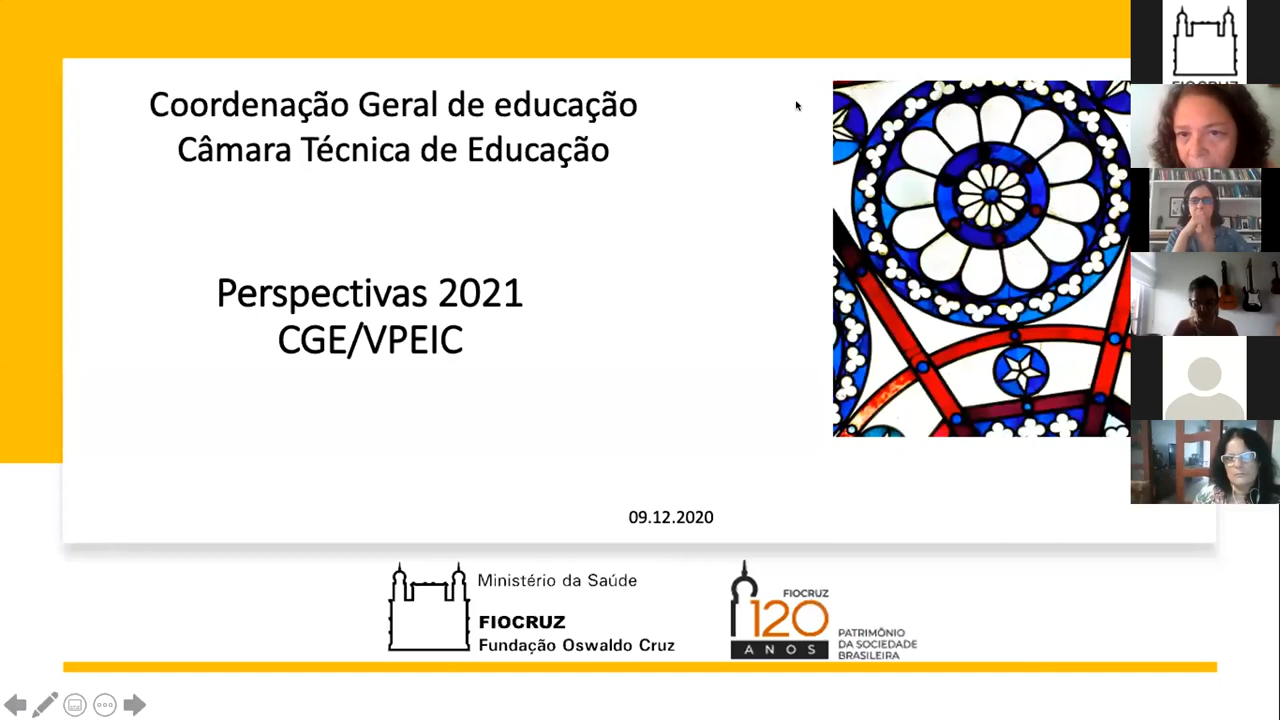 Coordenação Geral de educação
Câmara Técnica de Educação
Perspectivas 2021
CGE/VPEIC
09.12.2020
Ministério da Saúde
FIOCRUZ
Fundação Oswaldo Cruz
FIOCRUZ
120
ANOS
PATRIMÔNIO
DA SOCIEDADE
BRASILEIRA
FIOCRUZ